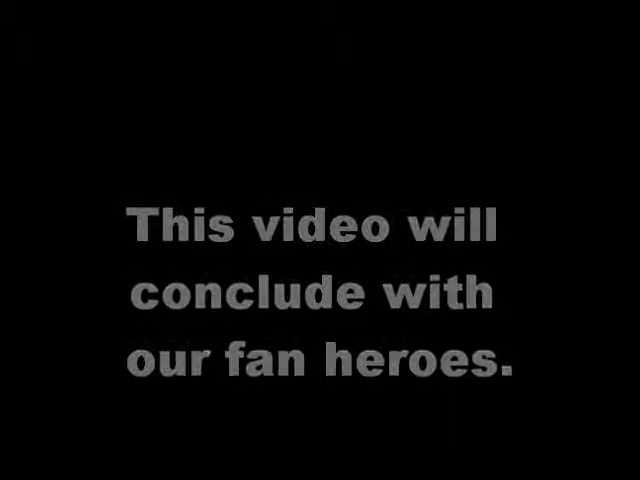 This video will
conclude with
our fan heroes.